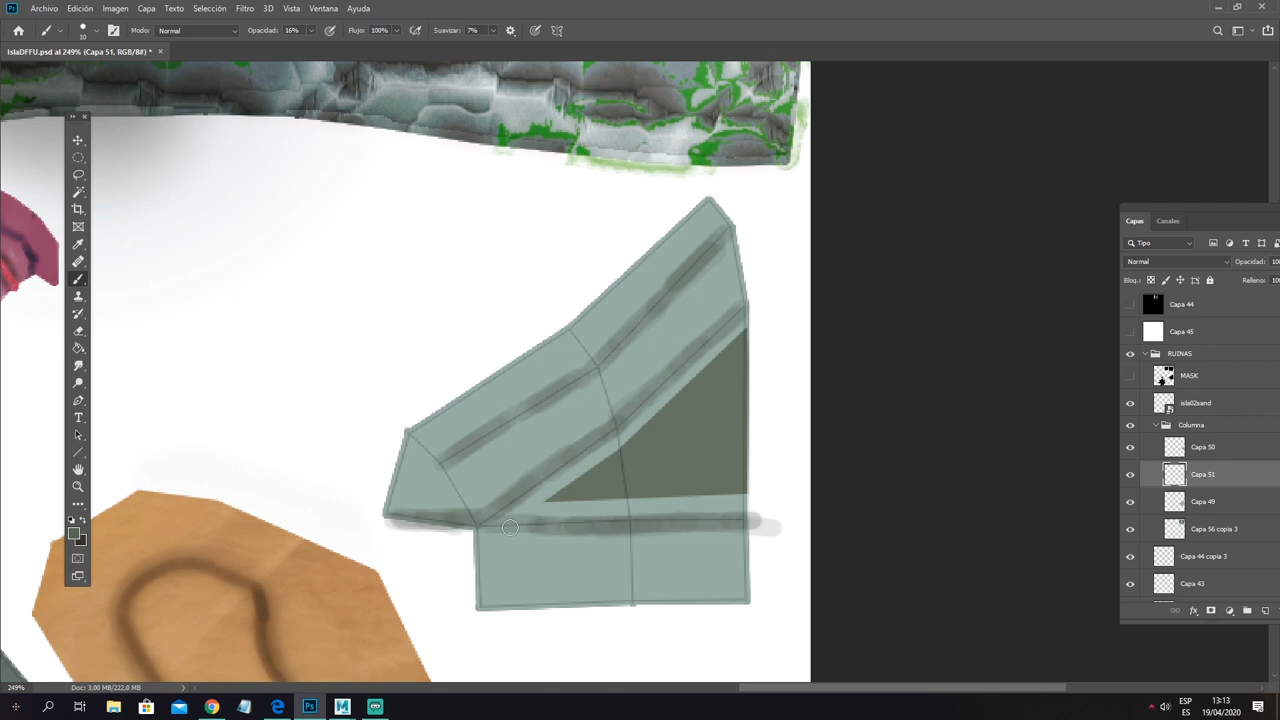 Archivo Edición Imagen Capa Texto Selección Filtro 3D Vista Ventana Ayuda
10 Modo: Normal Opacidad: 16% Flujo: 100% Suavizar: 7%
IslaDFFU.psd al 249% (Capa 51, RGB/8#) *
Capas Canales
Tipo
Normal Opacidad: 10
Bloq.: Relleno: 10
Capa 44
Capa 45
RUINAS
MASK
isla02sand
Columna
Capa 50
Capa 51
Capa 49
Capa 56 copia 3
Capa 44 copia 3
Capa 43
249% Doc: 3,00 MB/222,0 MB
ESP
ES
13:13
19/04/2020